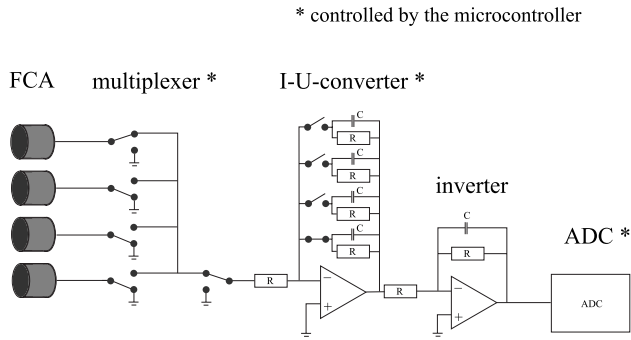 * controlled by the microcontroller
FCA multiplexer * I-U-converter *
C
R
C
R
C
R
C
R
inverter
C
R
ADC *
R
−
+
R
−
+
ADC